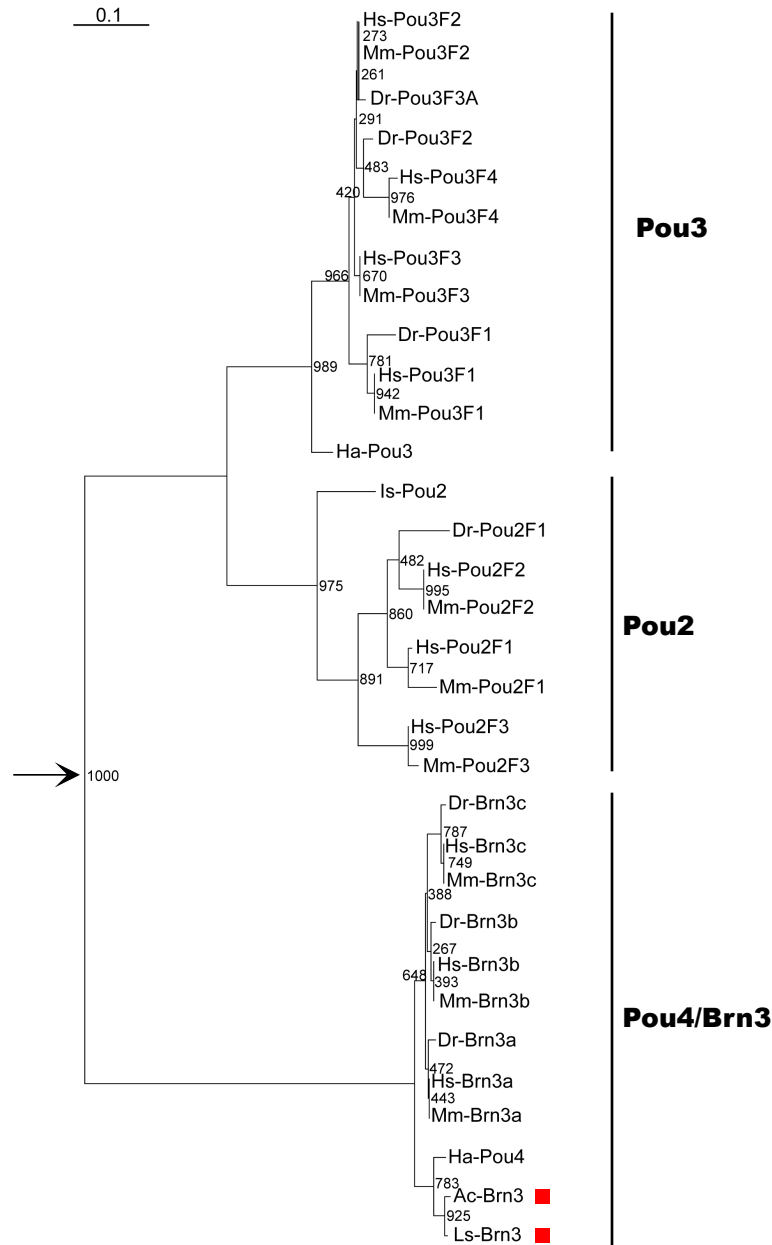 0.1
Hs-Pou3F2
273
Mm-Pou3F2
261
Dr-Pou3F3A
291
Dr-Pou3F2
483
Hs-Pou3F4
420
976
Mm-Pou3F4
Pou3
Hs-Pou3F3
966
670
Mm-Pou3F3
Dr-Pou3F1
781
989
Hs-Pou3F1
942
Mm-Pou3F1
Ha-Pou3
Is-Pou2
Dr-Pou2F1
482
Hs-Pou2F2
975
995
Mm-Pou2F2
860
Pou2
Hs-Pou2F1
717
891
Mm-Pou2F1
Hs-Pou2F3
999
Mm-Pou2F3
1000
Dr-Brn3c
787
Hs-Brn3c
749
Mm-Brn3c
388
Dr-Brn3b
267
Hs-Brn3b
648
393
Mm-Brn3b
Pou4/Brn3
Dr-Brn3a
472
Hs-Brn3a
443
Mm-Brn3a
Ha-Pou4
783
Ac-Brn3
925
Ls-Brn3